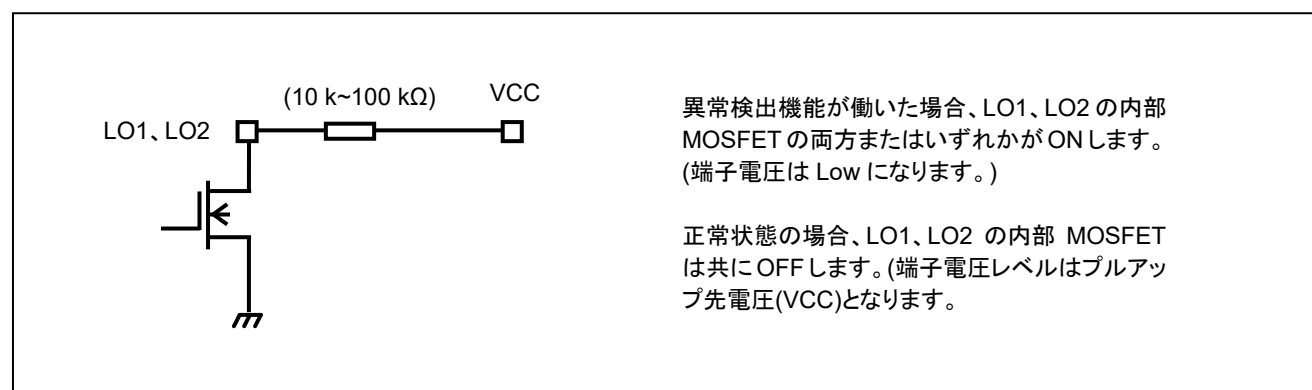 (10 k~100 kΩ)
VCC
LO1、LO2
異常検出機能が働いた場合、LO1、LO2 の内部
MOSFET の両方またはいずれかが ON します。
(端子電圧は Low になります。)
正常状態の場合、LO1、LO2 の内部 MOSFET
は共に OFF します。(端子電圧レベルはプルアッ
プ先電圧(VCC)となります。